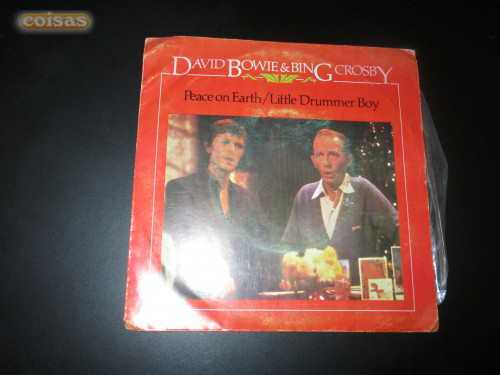 coisas
DAVID BOWIE & BING CROSBY
Peace on Earth/Little Drummer Boy